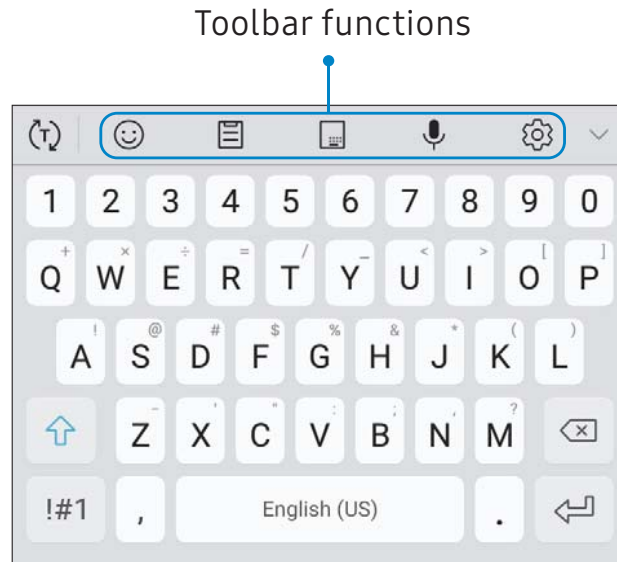 Toolbar functions
T
1 2 3 4 5 6 7 8 9 0
+ × ÷ = / _ < > [ ]
Q W E R T Y U I O P
! @ # $ % & * ( )
A S D F G H J K L
- ' " : ; , ?
Z X C V B N M
!#1 , English (US) .